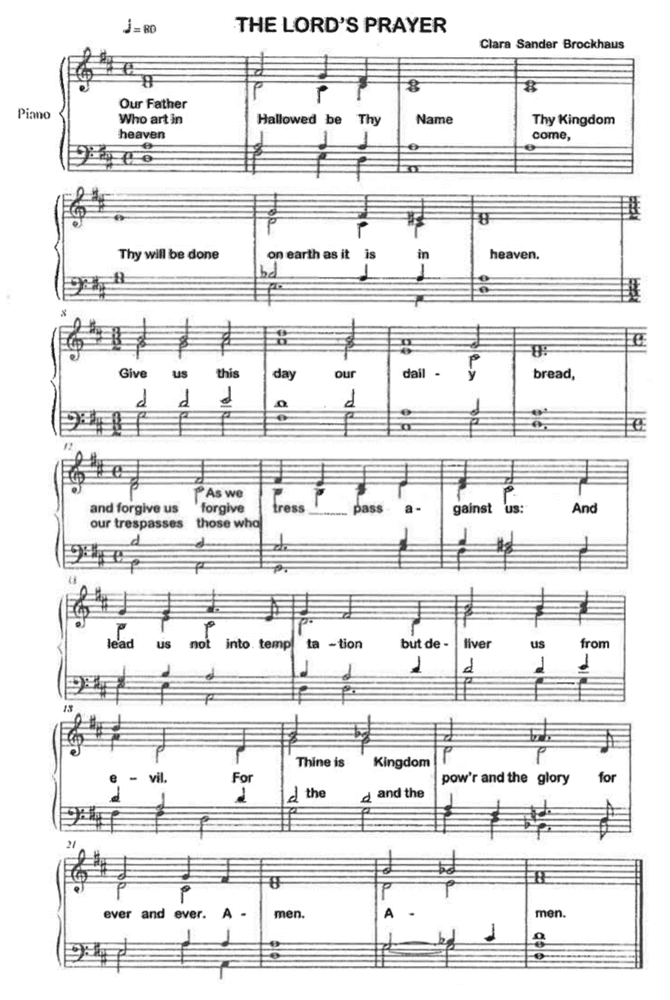 THE LORD'S PRAYER
♩ = 80
Clara Sander Brockhaus
Piano
Our Father
Who art in Hallowed be Thy Name Thy Kingdom
heaven come,
Thy will be done on earth as it is in heaven.
8
Give us this day our dail - y bread,
12
As we
and forgive us forgive tress ______ pass a - gainst us: And
our trespasses those who
lead us not into temp ta - tion but de - liver us from
18
Thine is Kingdom
e - vil. For pow'r and the glory for
the and the
21
ever and ever. A - men. A - men.